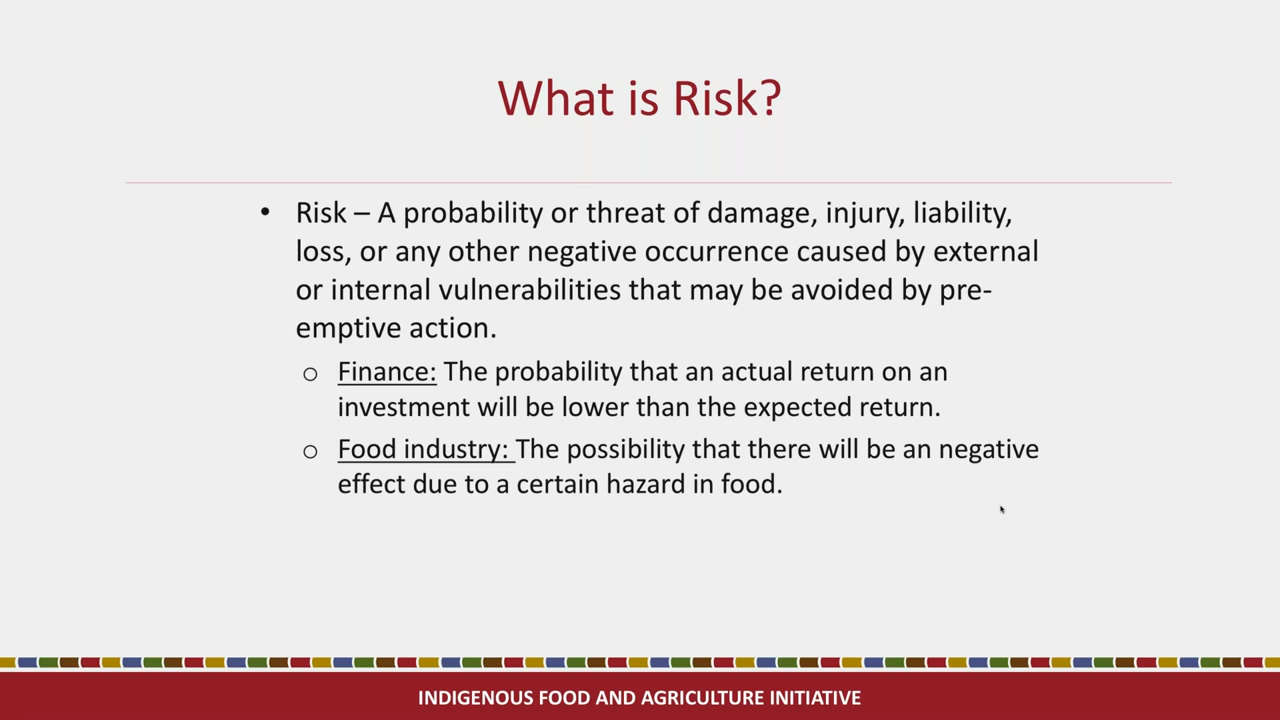 What is Risk?
• Risk – A probability or threat of damage, injury, liability,
loss, or any other negative occurrence caused by external
or internal vulnerabilities that may be avoided by pre-
emptive action.
o Finance: The probability that an actual return on an
investment will be lower than the expected return.
o Food industry: The possibility that there will be an negative
effect due to a certain hazard in food.
INDIGENOUS FOOD AND AGRICULTURE INITIATIVE